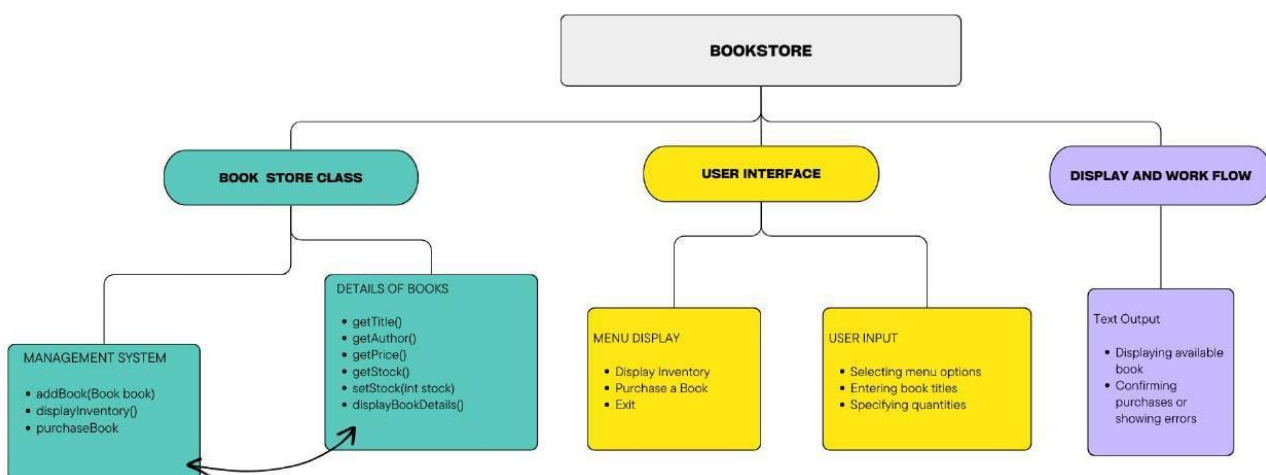 BOOKSTORE
BOOK STORE CLASS
USER INTERFACE
DISPLAY AND WORK FLOW
MANAGEMENT SYSTEM
• addBook(Book book)
• displayInventory()
• purchaseBook
DETAILS OF BOOKS
• getTitle()
• getAuthor()
• getPrice()
• getStock()
• setStock(int stock)
• displayBookDetails()
MENU DISPLAY
• Display Inventory
• Purchase a Book
• Exit
USER INPUT
• Selecting menu options
• Entering book titles
• Specifying quantities
Text Output
• Displaying available
book
• Confirming
purchases or
showing errors